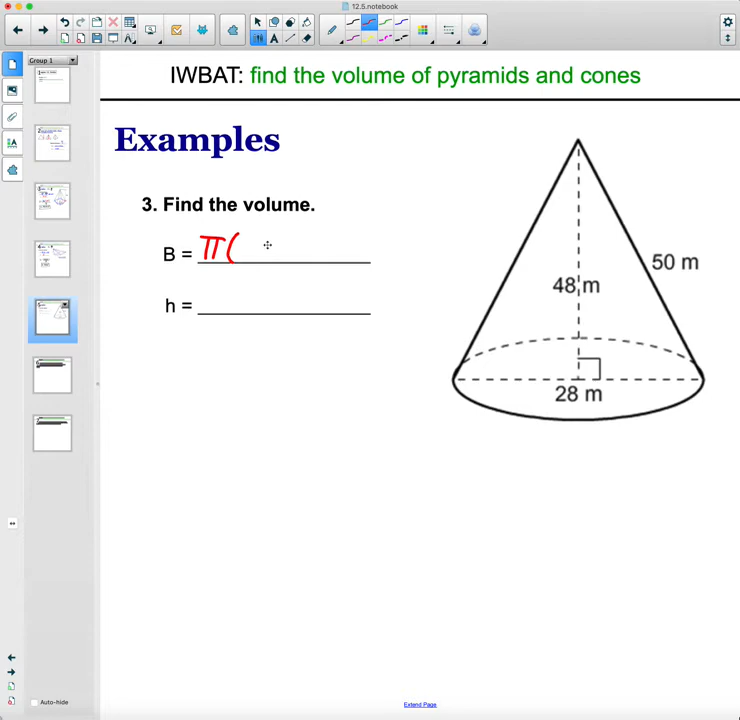 12.5.notebook
Group 1
IWBAT: find the volume of pyramids and cones
Examples
3. Find the volume.
B = π(
h =
48 m
50 m
28 m
Auto-hide
Extend Page